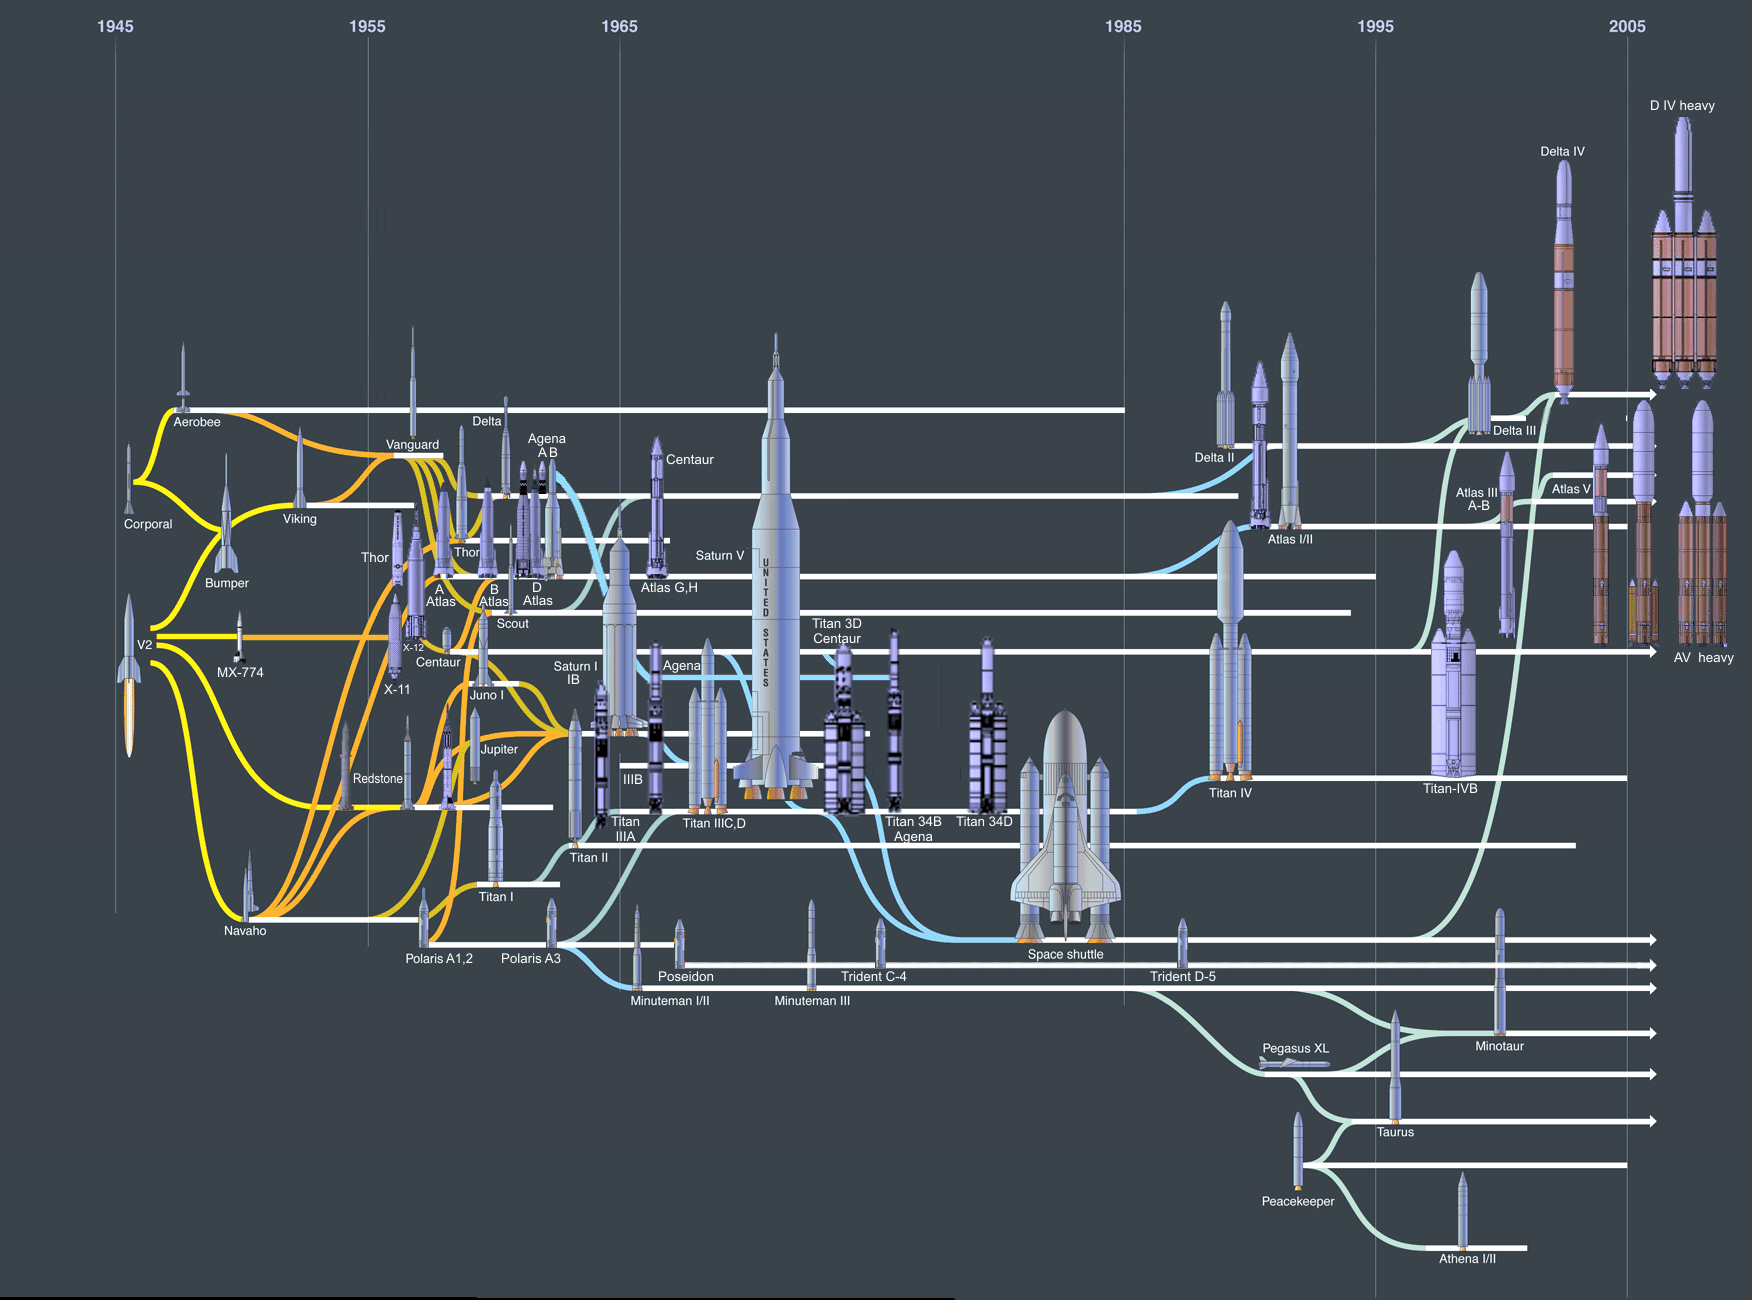 1945 1955 1965 1985 1995 2005
D IV heavy
Delta IV
Aerobee
Delta
Vanguard
Agena
A B
Centaur
Delta II
Delta III
Corporal
Viking
Atlas III
A-B
Atlas V
Thor
Thor
Saturn V
UNITED STATES
Atlas I/II
Bumper
A
Atlas
B
Atlas
D
Atlas
Atlas G,H
Scout
Titan 3D
Centaur
V2
X-12
Centaur
MX-774
X-11
Juno I
Saturn I
IB
Agena
AV heavy
Jupiter
Redstone
IIIB
Titan IV
Titan-IVB
Titan
IIIA
Titan IIIC,D
Titan 34B
Agena
Titan 34D
Titan II
Titan I
Navaho
Polaris A1,2
Polaris A3
Space shuttle
Poseidon
Trident C-4
Trident D-5
Minuteman I/II
Minuteman III
Pegasus XL
Minotaur
Taurus
Peacekeeper
Athena I/II